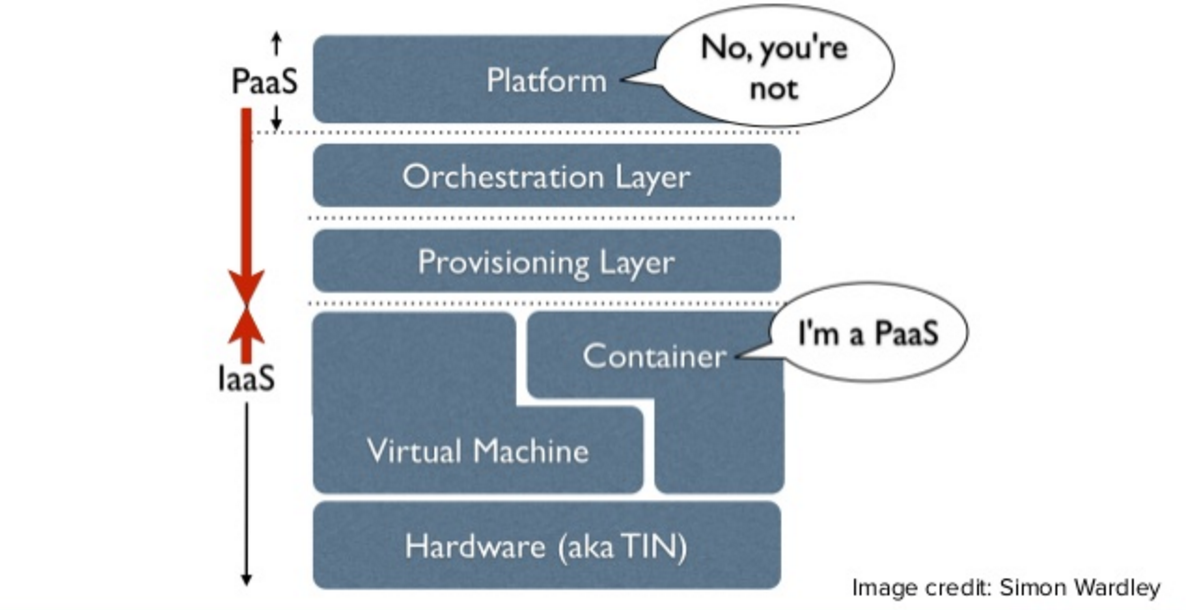 No, you're
not
PaaS
Platform
Orchestration Layer
Provisioning Layer
I'm a PaaS
Container
IaaS
Virtual Machine
Hardware (aka TIN)
Image credit: Simon Wardley